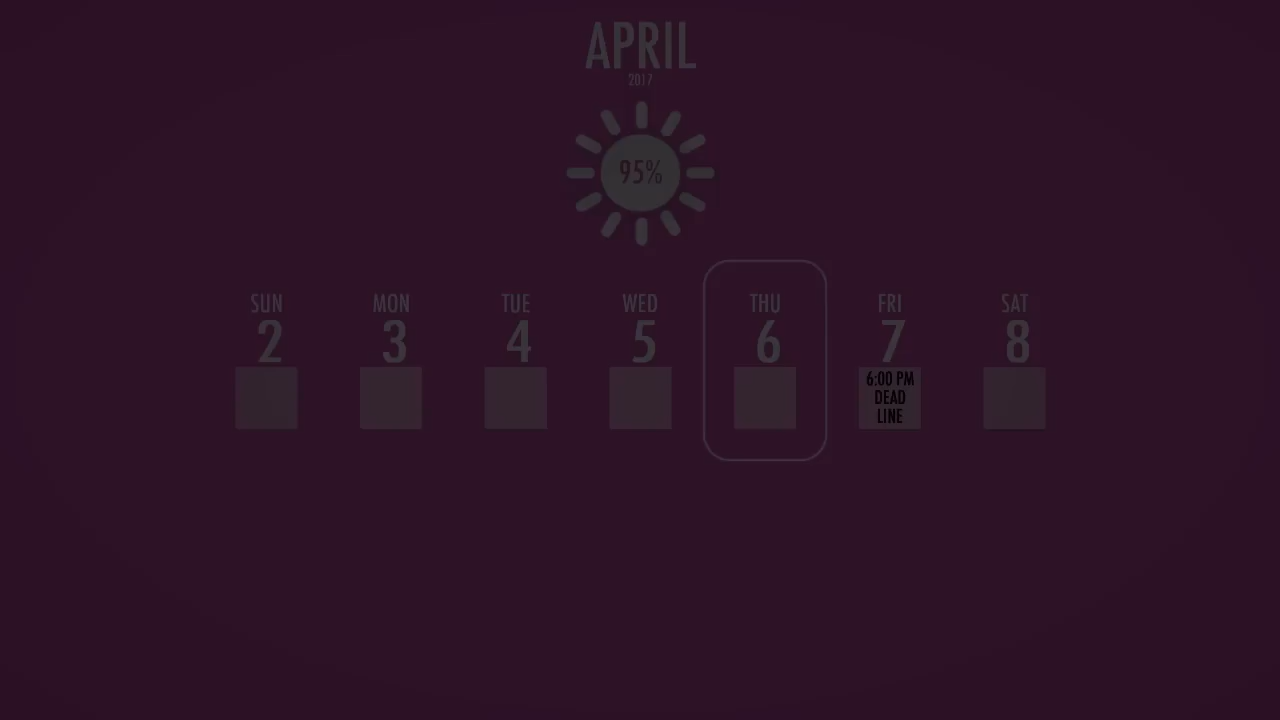 APRIL
2017
95%
SUN MON TUE WED THU FRI SAT
2 3 4 5 6 7 8
6:00 PM
DEAD
LINE